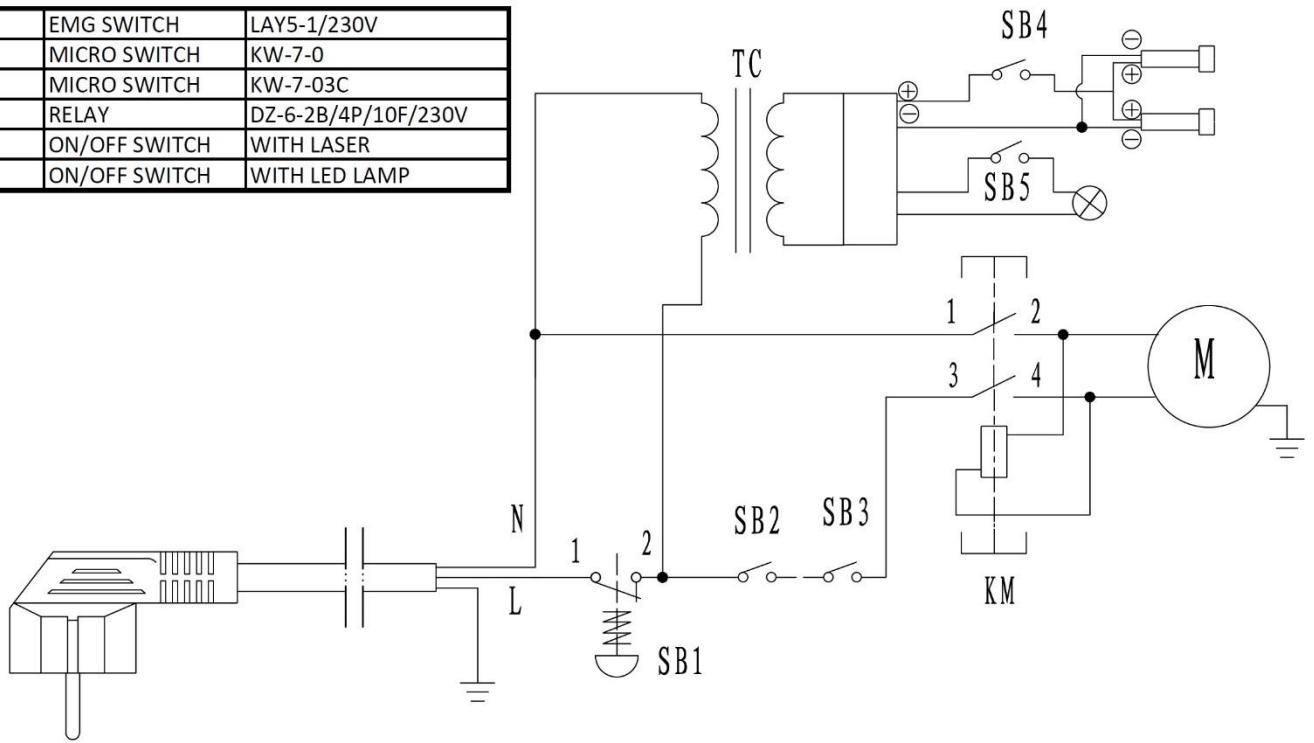 EMG SWITCH LAY5-1/230V
MICRO SWITCH KW-7-0
MICRO SWITCH KW-7-03C
RELAY DZ-6-2B/4P/10F/230V
ON/OFF SWITCH WITH LASER
ON/OFF SWITCH WITH LED LAMP
TC
SB4
⊖
⊕
⊕
⊖
⊕
⊖
SB5
1 2
3 4
M
N
L
1 2
SB1
SB2
SB3
KM